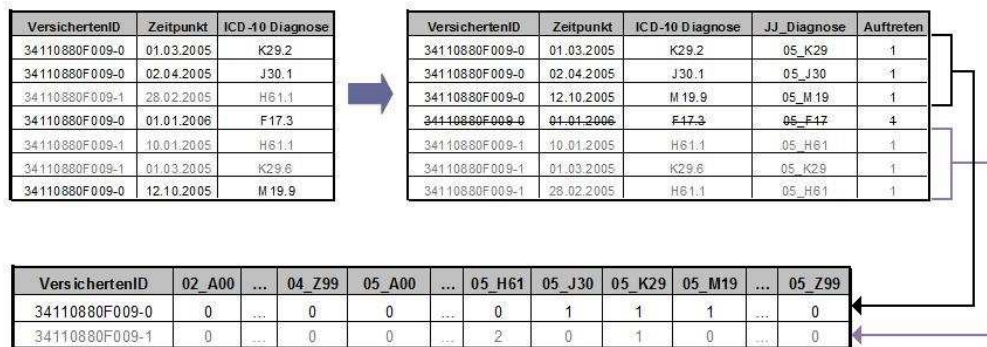 VersichertenID Zeitpunkt ICD-10 Diagnose
34110880F009-0 01.03.2005 K29.2
34110880F009-0 02.04.2005 J30.1
34110880F009-1 28.02.2005 H61.1
34110880F009-0 01.01.2006 F17.3
34110880F009-1 10.01.2005 H61.1
34110880F009-1 01.03.2005 K29.6
34110880F009-0 12.10.2005 M19.9
VersichertenID Zeitpunkt ICD-10 Diagnose JJ_Diagnose Auftreten
34110880F009-0 01.03.2005 K29.2 05_K29 1
34110880F009-0 02.04.2005 J30.1 05_J30 1
34110880F009-0 12.10.2005 M19.9 05_M19 1
34110880F009-0 01.01.2006 F17.3 05_F17 1
34110880F009-1 10.01.2005 H61.1 05_H61 1
34110880F009-1 01.03.2005 K29.6 05_K29 1
34110880F009-1 28.02.2005 H61.1 05_H61 1
VersichertenID 02_A00 ... 04_Z99 05_A00 ... 05_H61 05_J30 05_K29 05_M19 ... 05_Z99
34110880F009-0 0 ... 0 0 ... 0 1 1 1 ... 0
34110880F009-1 0 ... 0 0 ... 2 0 1 0 ... 0